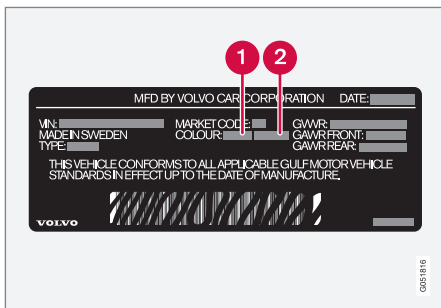 1 2
MFD BY VOLVO CAR CORPORATION DATE:
VIN: MARKET CODE: GVWR:
MADE IN SWEDEN COLOUR: GAWR FRONT:
TYPE: GAWR REAR:
THIS VEHICLE CONFORMS TO ALL APPLICABLE GULF MOTOR VEHICLE
STANDARDS IN EFFECT UP TO THE DATE OF MANUFACTURE.
VOLVO
G051816